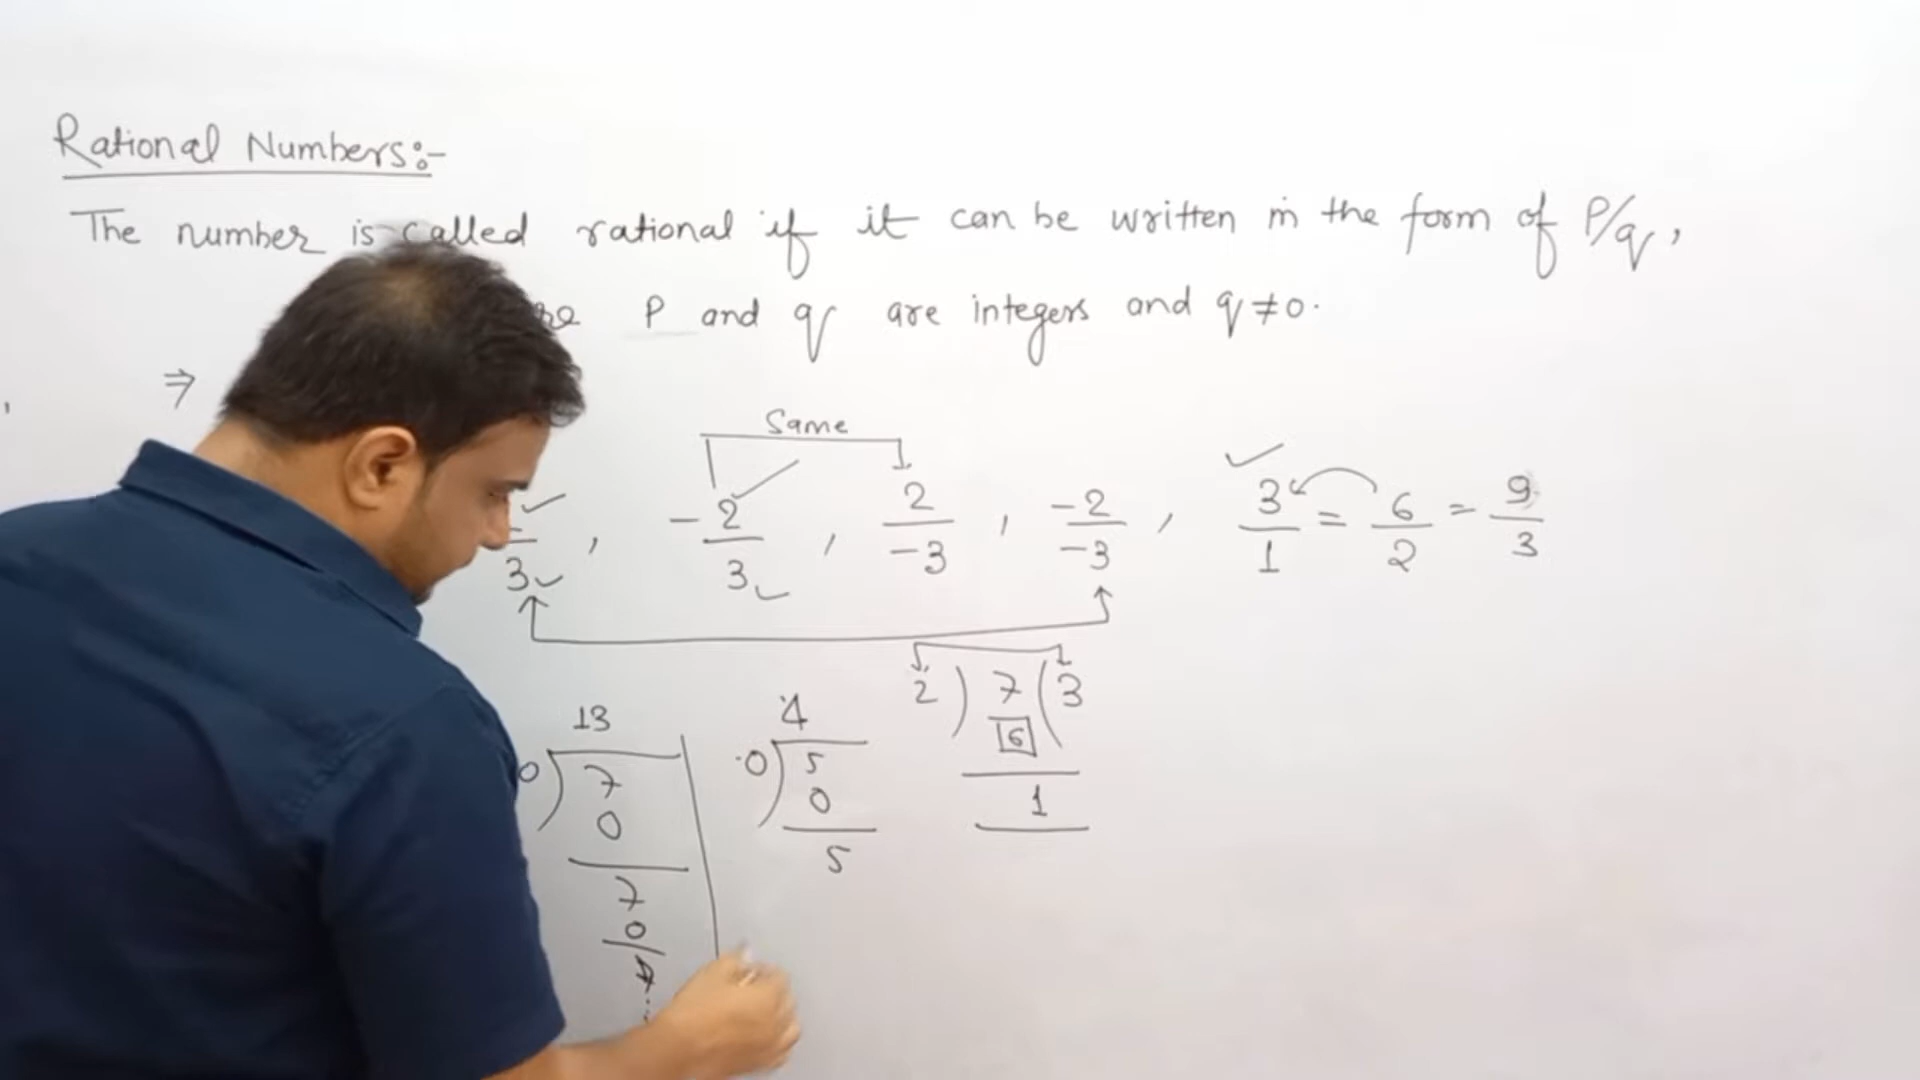 Rational Numbers:-
The number is called rational if it can be written in the form of P/q,
P and q are integers and q ≠ 0.
⇒
Same
3, -2/3, 2/-3, -2/-3, 3/1 = 6/2 = 9/3
2 ) 7 ( 3
6
1
13
0 ) 7
0
7
0
4
0 ) 5
0
5